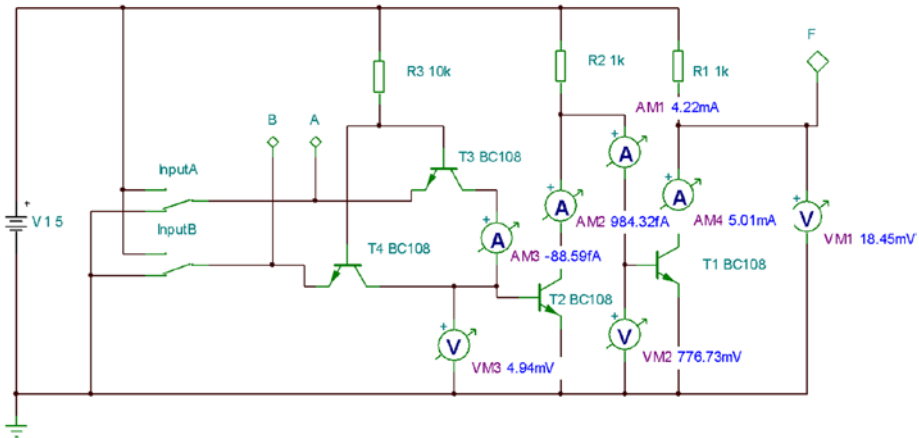 F
R3 10k
R2 1k
R1 1k
AM1 4.22mA
B
A
T3 BC108
A
InputA
A
A
V1 5
InputB
AM2 984.32fA
AM4 5.01mA
V
VM1 18.45mV
A
T4 BC108
AM3 -88.59fA
T1 BC108
T2 BC108
V
V
VM3 4.94mV
VM2 776.73mV